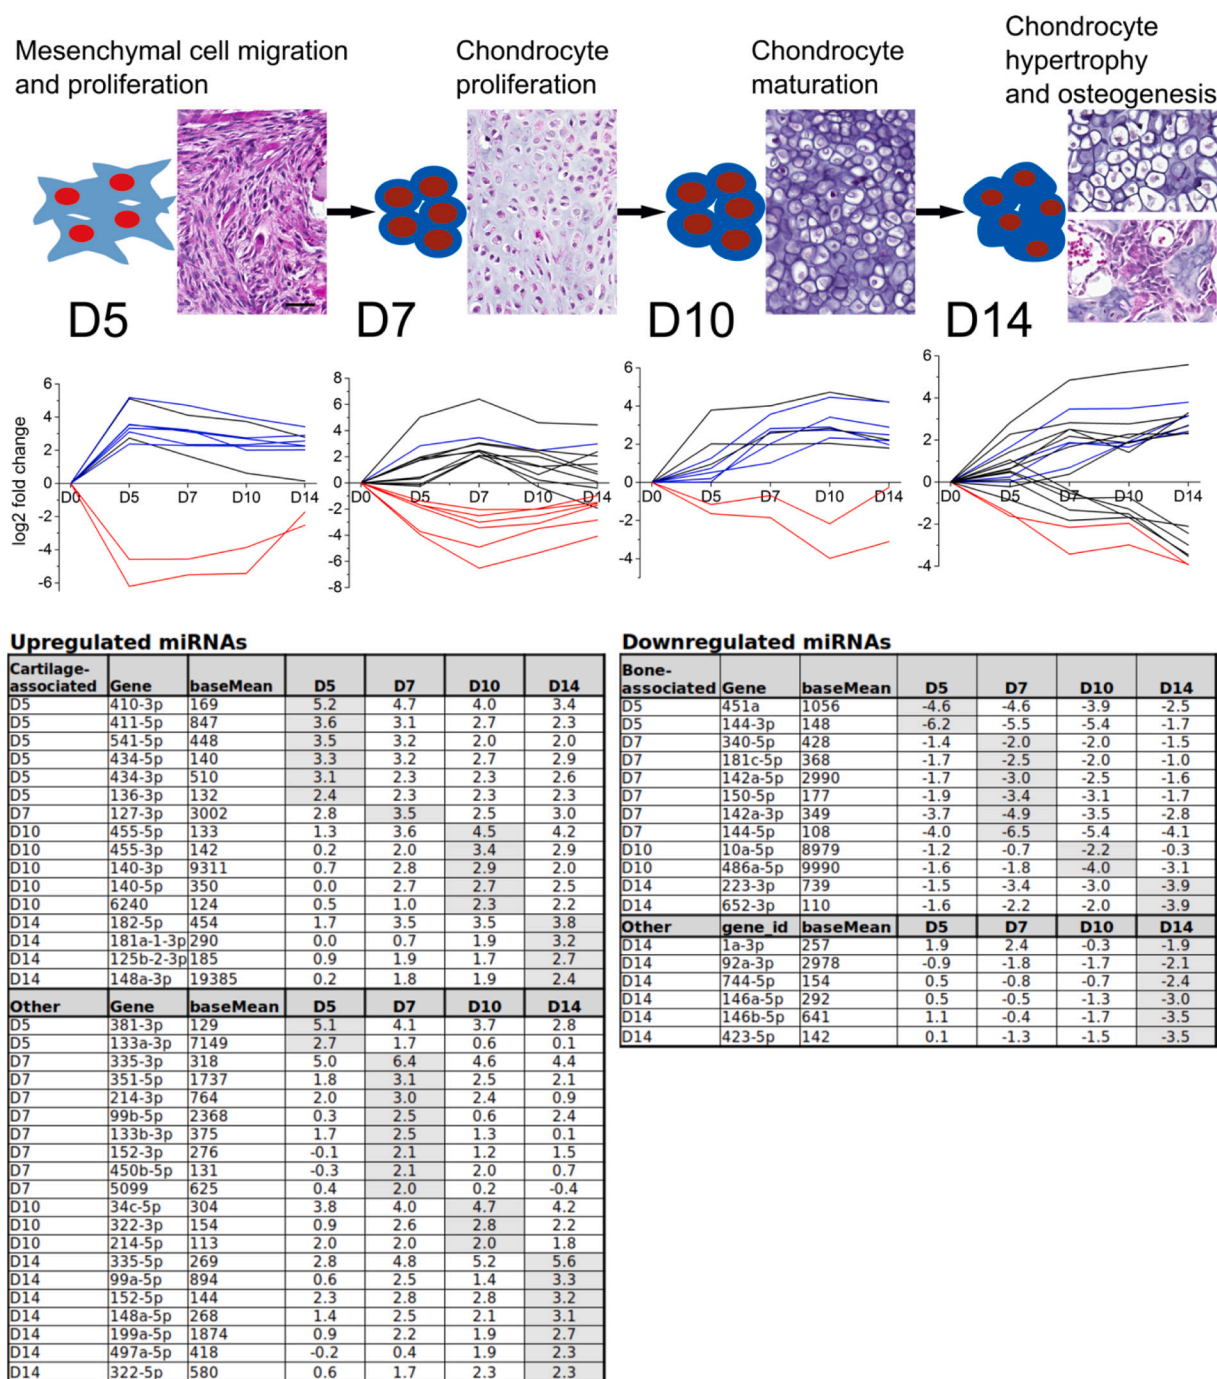 Mesenchymal cell migration
and proliferation
Chondrocyte
proliferation
Chondrocyte
maturation
Chondrocyte
hypertrophy
and osteogenesis
D5
D7
D10
D14
log2 fold change
6
4
2
0
-2
-4
-6
D0 D5 D7 D10 D14
8
6
4
2
0
-2
-4
-6
-8
D0 D5 D7 D10 D14
6
4
2
0
-2
-4
D0 D5 D7 D10 D14
6
4
2
0
-2
-4
D0 D5 D7 D10 D14
Upregulated miRNAs
Cartilage-
associated Gene baseMean D5 D7 D10 D14
D5 410-3p 169 5.2 4.7 4.0 3.4
D5 411-5p 847 3.6 3.1 2.7 2.3
D5 541-5p 448 3.5 3.2 2.0 2.0
D5 434-5p 140 3.3 3.2 2.7 2.9
D5 434-3p 510 3.1 2.3 2.3 2.6
D5 136-3p 132 2.4 2.3 2.3 2.3
D7 127-3p 3002 2.8 3.5 2.5 3.0
D10 455-5p 133 1.3 3.6 4.5 4.2
D10 455-3p 142 0.2 2.0 3.4 2.9
D10 140-3p 9311 0.7 2.8 2.9 2.0
D10 140-5p 350 0.0 2.7 2.7 2.5
D10 6240 124 0.5 1.0 2.3 2.2
D14 182-5p 454 1.7 3.5 3.5 3.8
D14 181a-1-3p 290 0.0 0.7 1.9 3.2
D14 125b-2-3p 185 0.9 1.9 1.7 2.7
D14 148a-3p 19385 0.2 1.8 1.9 2.4
Other Gene baseMean D5 D7 D10 D14
D5 381-3p 129 5.1 4.1 3.7 2.8
D5 133a-3p 7149 2.7 1.7 0.6 0.1
D7 335-3p 318 5.0 6.4 4.6 4.4
D7 351-5p 1737 1.8 3.1 2.5 2.1
D7 214-3p 764 2.0 3.0 2.4 0.9
D7 99b-5p 2368 0.3 2.5 0.6 2.4
D7 133b-3p 375 1.7 2.5 1.3 0.1
D7 152-3p 276 -0.1 2.1 1.2 1.5
D7 450b-5p 131 -0.3 2.1 2.0 0.7
D7 5099 625 0.4 2.0 0.2 -0.4
D10 34c-5p 304 3.8 4.0 4.7 4.2
D10 322-3p 154 0.9 2.6 2.8 2.2
D10 214-5p 113 2.0 2.0 2.0 1.8
D14 335-5p 269 2.8 4.8 5.2 5.6
D14 99a-5p 894 0.6 2.5 1.4 3.3
D14 152-5p 144 2.3 2.8 2.8 3.2
D14 148a-5p 268 1.4 2.5 2.1 3.1
D14 199a-5p 1874 0.9 2.2 1.9 2.7
D14 497a-5p 418 -0.2 0.4 1.9 2.3
D14 322-5p 580 0.6 1.7 2.3 2.3
Downregulated miRNAs
Bone-
associated Gene baseMean D5 D7 D10 D14
D5 451a 1056 -4.6 -4.6 -3.9 -2.5
D5 144-3p 148 -6.2 -5.5 -5.4 -1.7
D7 340-5p 428 -1.4 -2.0 -2.0 -1.5
D7 181c-5p 368 -1.7 -2.5 -2.0 -1.0
D7 142a-5p 2990 -1.7 -3.0 -2.5 -1.6
D7 150-5p 177 -1.9 -3.4 -3.1 -1.7
D7 142a-3p 349 -3.7 -4.9 -3.5 -2.8
D7 144-5p 108 -4.0 -6.5 -5.4 -4.1
D10 10a-5p 8979 -1.2 -0.7 -2.2 -0.3
D10 486a-5p 9990 -1.6 -1.8 -4.0 -3.1
D14 223-3p 739 -1.5 -3.4 -3.0 -3.9
D14 652-3p 110 -1.6 -2.2 -2.0 -3.9
Other gene_id baseMean D5 D7 D10 D14
D14 1a-3p 257 1.9 2.4 -0.3 -1.9
D14 92a-3p 2978 -0.9 -1.8 -1.7 -2.1
D14 744-5p 154 0.5 -0.8 -0.7 -2.4
D14 146a-5p 292 0.5 -0.5 -1.3 -3.0
D14 146b-5p 641 1.1 -0.4 -1.7 -3.5
D14 423-5p 142 0.1 -1.3 -1.5 -3.5